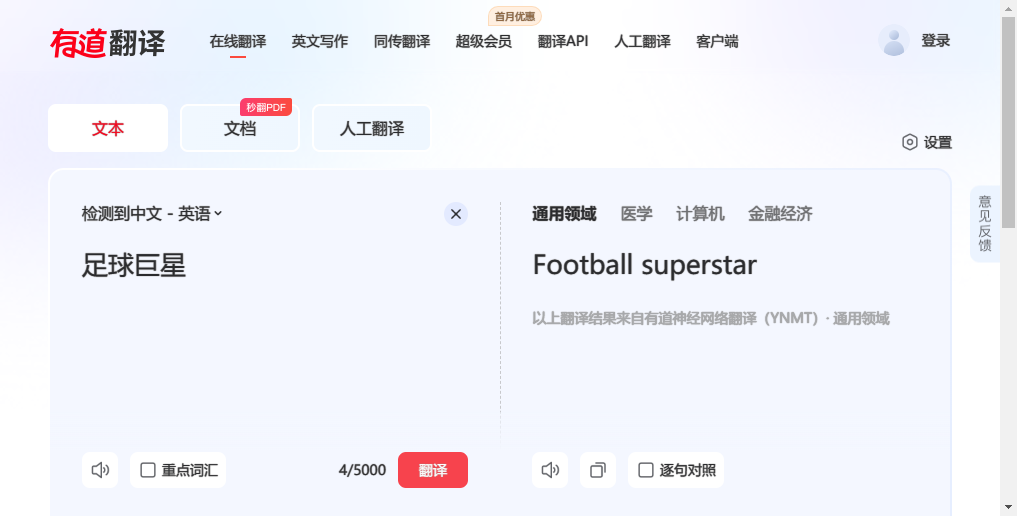 首月优惠
有道翻译 在线翻译 英文写作 同传翻译 超级会员 翻译API 人工翻译 客户端 登录
秒翻PDF
文本 文档 人工翻译
设置
检测到中文 - 英语 通用领域 医学 计算机 金融经济
意见反馈
足球巨星 Football superstar
以上翻译结果来自有道神经网络翻译（YNMT）· 通用领域
重点词汇 4/5000 翻译 逐句对照